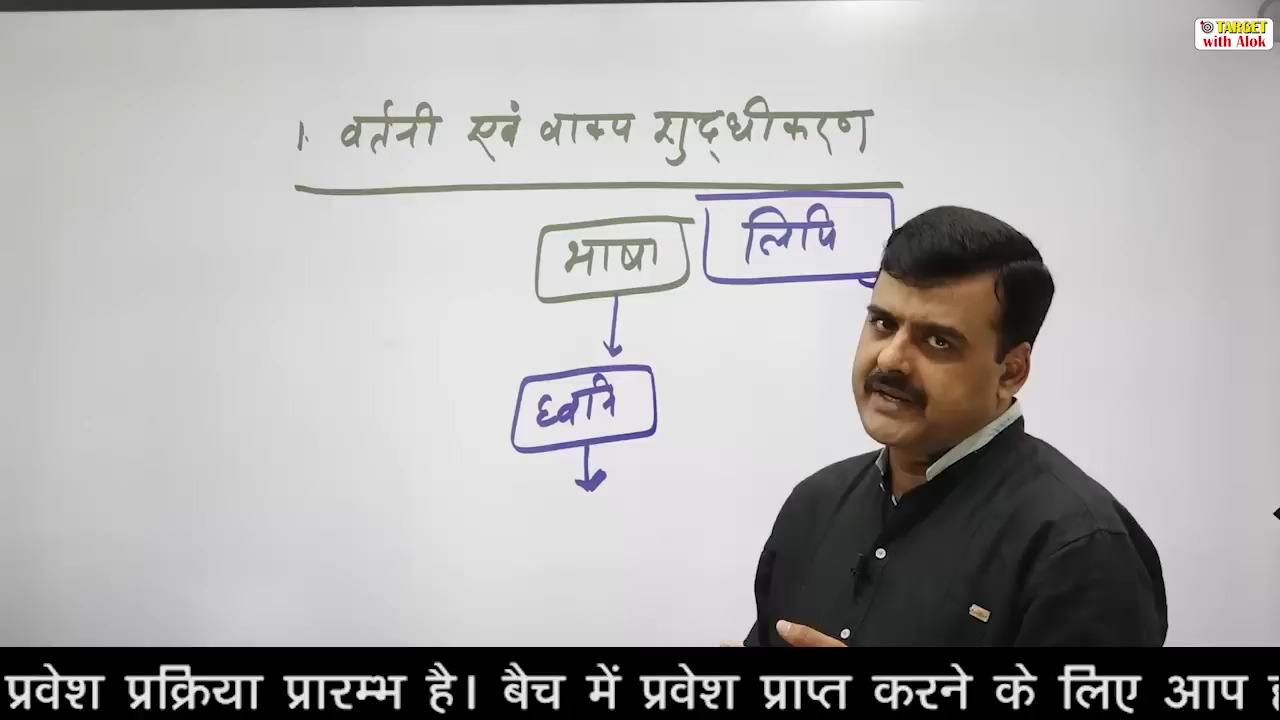 TARGET
with Alok
1. वर्तनी एवं वाक्य शुद्धीकरण
भाषा
लिपि
ध्वनि
प्रवेश प्रक्रिया प्रारम्भ है। बैच में प्रवेश प्राप्त करने के लिए आप